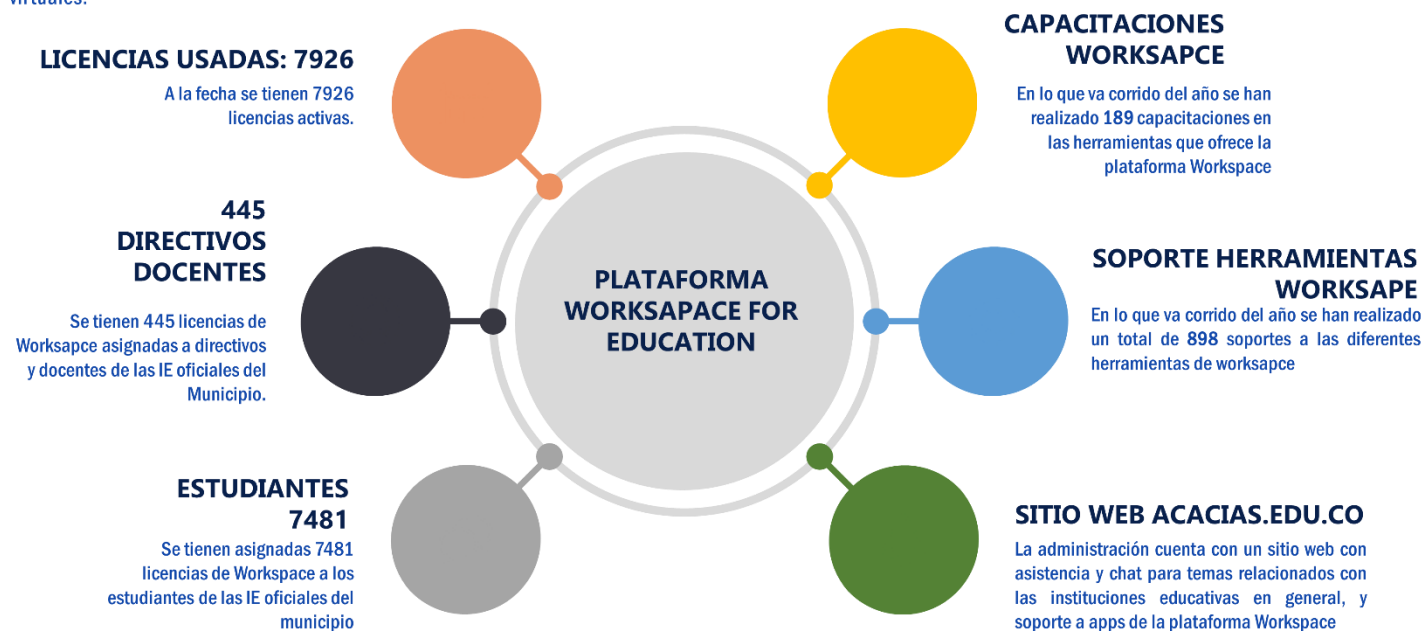 virtuales.
LICENCIAS USADAS: 7926
A la fecha se tienen 7926
licencias activas.
445
DIRECTIVOS
DOCENTES
Se tienen 445 licencias de
Worksapce asignadas a directivos
y docentes de las IE oficiales del
Municipio.
ESTUDIANTES
7481
Se tienen asignadas 7481
licencias de Workspace a los
estudiantes de las IE oficiales del
municipio
PLATAFORMA
WORKSAPACE FOR
EDUCATION
CAPACITACIONES
WORKSAPCE
En lo que va corrido del año se han
realizado 189 capacitaciones en
las herramientas que ofrece la
plataforma Workspace
SOPORTE HERRAMIENTAS
WORKSAPE
En lo que va corrido del año se han realizado
un total de 898 soportes a las diferentes
herramientas de worksapce
SITIO WEB ACACIAS.EDU.CO
La administración cuenta con un sitio web con
asistencia y chat para temas relacionados con
las instituciones educativas en general, y
soporte a apps de la plataforma Workspace